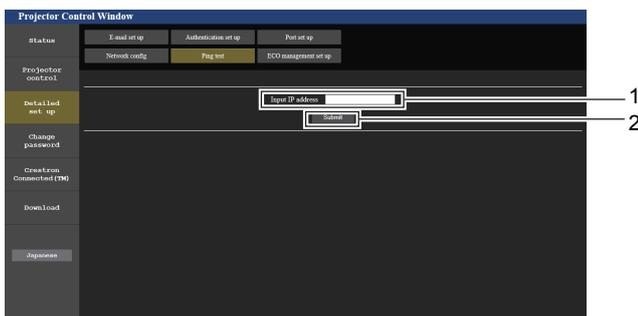 Projector Control Window
Status
Projector
control
Detailed
set up
Change
password
Crestron
Connected(TM)
Download
Japanese
E-mail set up
Authentication set up
Port set up
Network config
Ping test
ECO management set up
Input IP address
Submit
1
2